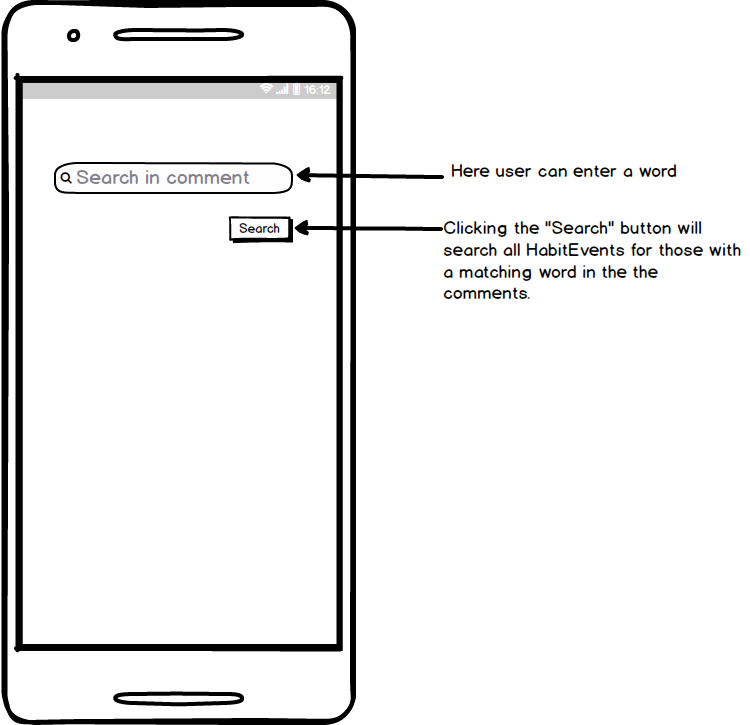 16:12
Search in comment
Here user can enter a word
Search
Clicking the "Search" button will
search all HabitEvents for those with
a matching word in the the
comments.